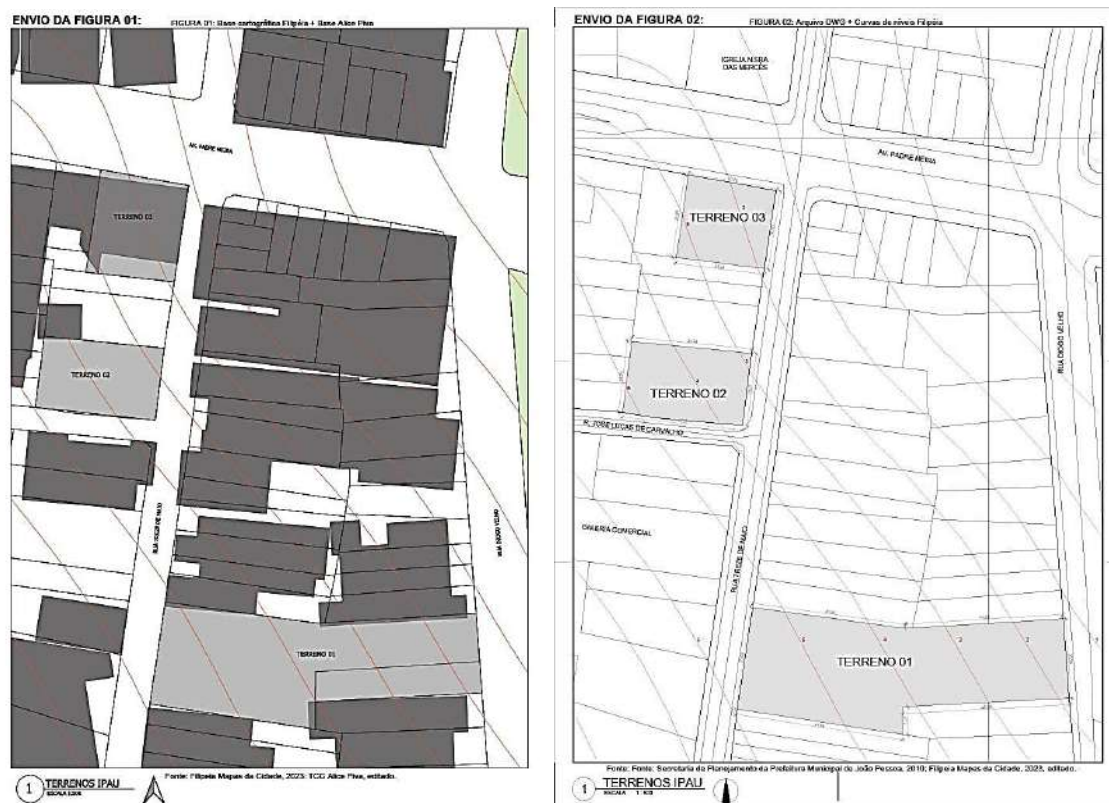 ENVIO DA FIGURA 01:
FIGURA 01: Base cartográfica Filipéia + Base Alice Piva
AV. PADRE MEIRA
TERRENO 03
TERRENO 02
RUA TREZE DE MAIO
RUA DIOGO VELHO
TERRENO 01
Fonte: Filipeia Mapas da Cidade, 2023; TCC Alice Piva, editado.
1
TERRENOS IPAU
ENVIO DA FIGURA 02:
FIGURA 02: Arquivo DWG + Curvas de níveis Filipéia
IGREJA N.SRA
DAS MERCÊS
AV. PADRE MEIRA
TERRENO 03
RUA DIOGO VELHO
TERRENO 02
R. JOSÉ LUCAS DE CARVALHO
GALERIA COMERCIAL
RUA TREZE DE MAIO
TERRENO 01
Fonte: Fonte: Secretaria de Planejamento da Prefeitura Municipal de João Pessoa, 2010; Filipeia Mapas da Cidade, 2023, editado.
1
TERRENOS IPAU